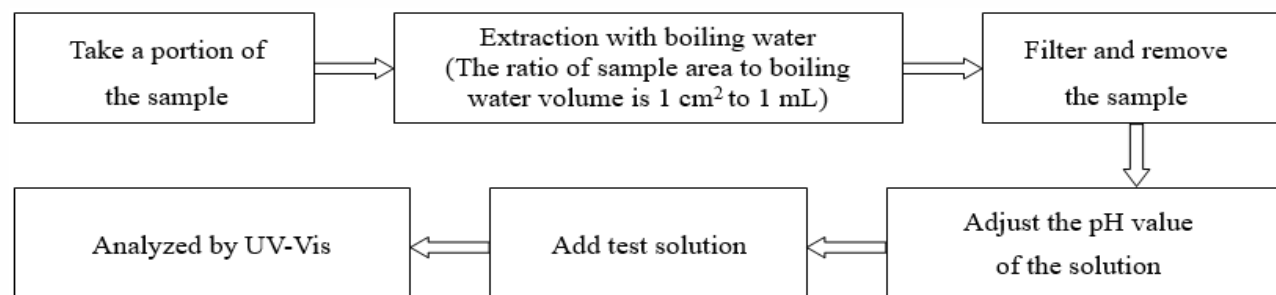 Take a portion of
the sample
Extraction with boiling water
(The ratio of sample area to boiling
water volume is 1 cm² to 1 mL)
Filter and remove
the sample
Adjust the pH value
of the solution
Add test solution
Analyzed by UV-Vis